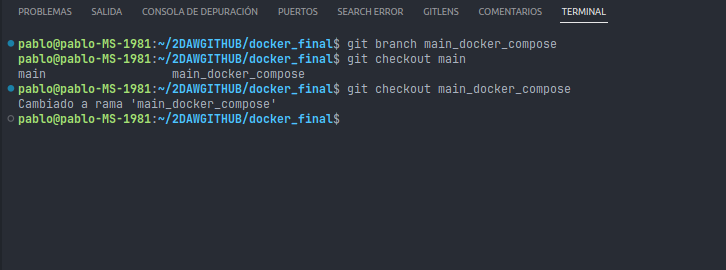 PROBLEMAS SALIDA CONSOLA DE DEPURACIÓN PUERTOS SEARCH ERROR GITLENS COMENTARIOS TERMINAL
pablo@pablo-MS-1981:~/2DAWGITHUB/docker_final$ git branch main_docker_compose
pablo@pablo-MS-1981:~/2DAWGITHUB/docker_final$ git checkout main
main main_docker_compose
pablo@pablo-MS-1981:~/2DAWGITHUB/docker_final$ git checkout main_docker_compose
Cambiado a rama 'main_docker_compose'
pablo@pablo-MS-1981:~/2DAWGITHUB/docker_final$